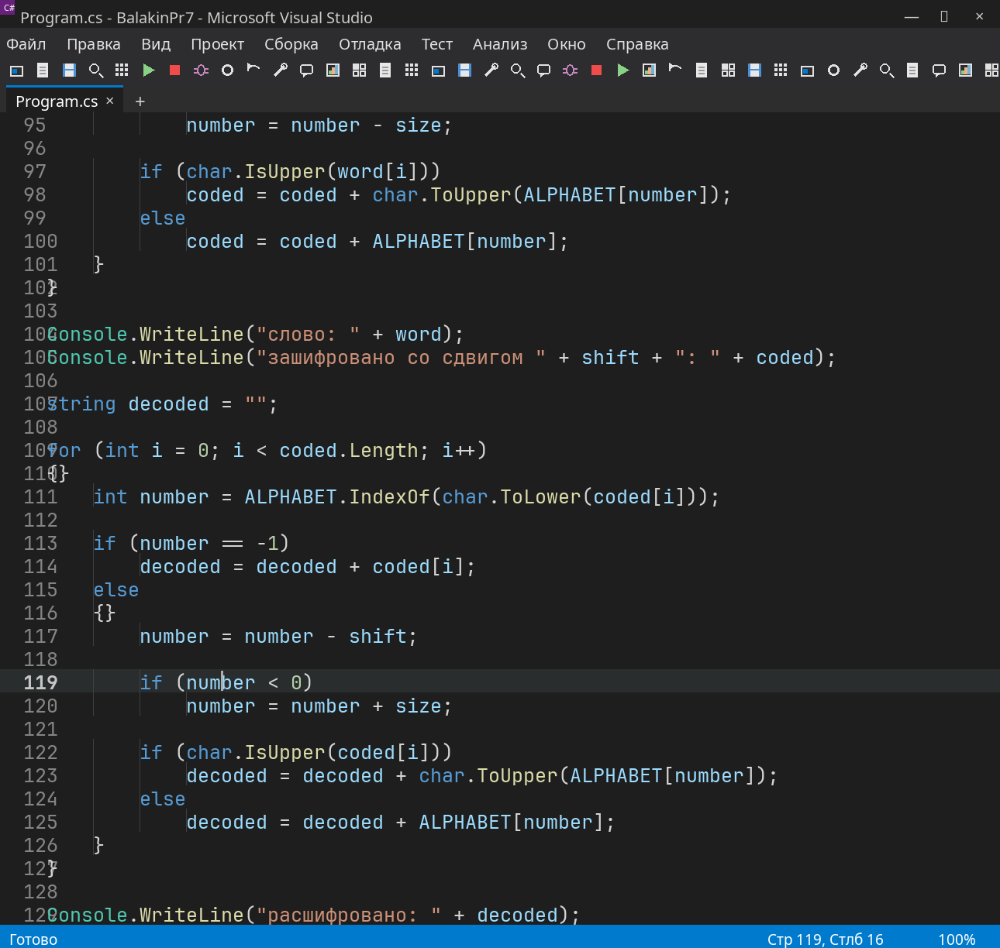 C#
Program.cs - BalakinPr7 - Microsoft Visual Studio
Файл Правка Вид Проект Сборка Отладка Тест Анализ Окно Справка
Program.cs × +
95 number = number - size;
96
97 if (char.IsUpper(word[i]))
98 coded = coded + char.ToUpper(ALPHABET[number]);
99 else
100 coded = coded + ALPHABET[number];
101 }
102 }
103
104 Console.WriteLine("слово: " + word);
105 Console.WriteLine("зашифровано со сдвигом " + shift + ": " + coded);
106
107 string decoded = "";
108
109 for (int i = 0; i < coded.Length; i++)
110 {}
111 int number = ALPHABET.IndexOf(char.ToLower(coded[i]));
112
113 if (number == -1)
114 decoded = decoded + coded[i];
115 else
116 {}
117 number = number - shift;
118
119 if (number < 0)
120 number = number + size;
121
122 if (char.IsUpper(coded[i]))
123 decoded = decoded + char.ToUpper(ALPHABET[number]);
124 else
125 decoded = decoded + ALPHABET[number];
126 }
127 }
128
129 Console.WriteLine("расшифровано: " + decoded);
Готово Стр 119, Стлб 16 100%